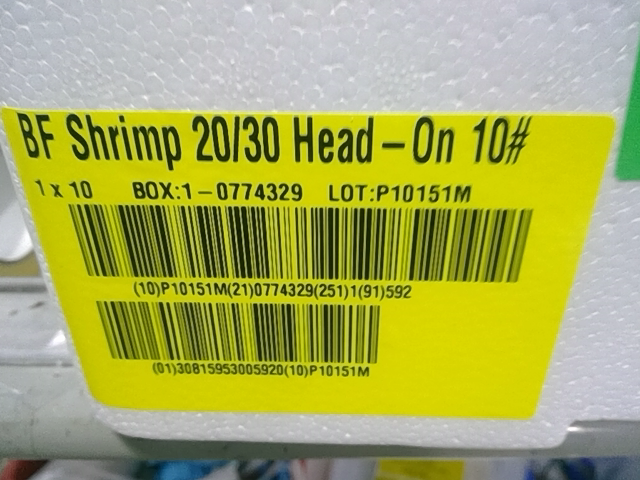 BF Shrimp 20/30 Head-On 10#
1 x 10 BOX:1-0774329 LOT:P10151M
(10)P10151M(21)0774329(251)1(91)592
(01)30815953005920(10)P10151M